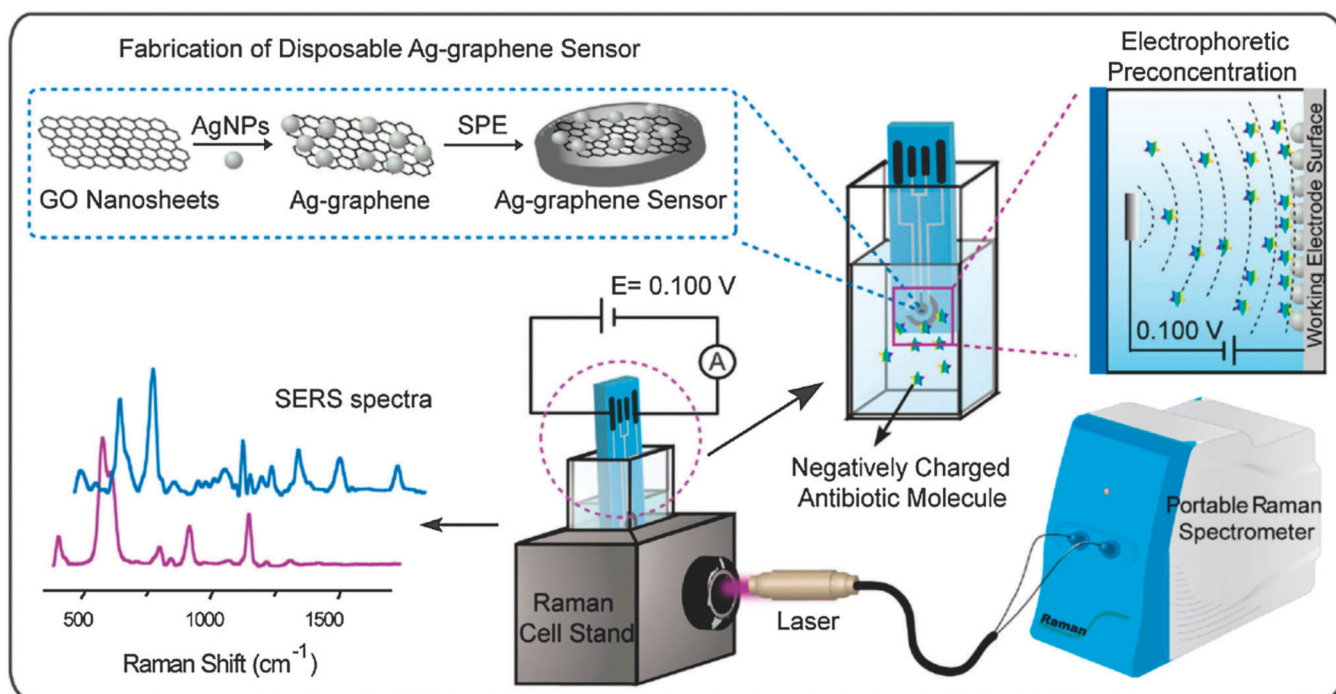 Fabrication of Disposable Ag-graphene Sensor
AgNPs
SPE
GO Nanosheets
Ag-graphene
Ag-graphene Sensor
Electrophoretic
Preconcentration
Working Electrode Surface
0.100 V
E= 0.100 V
A
SERS spectra
Negatively Charged
Antibiotic Molecule
Portable Raman
Spectrometer
Raman
Raman
Cell Stand
Laser
500
1000
1500
Raman Shift (cm⁻¹)